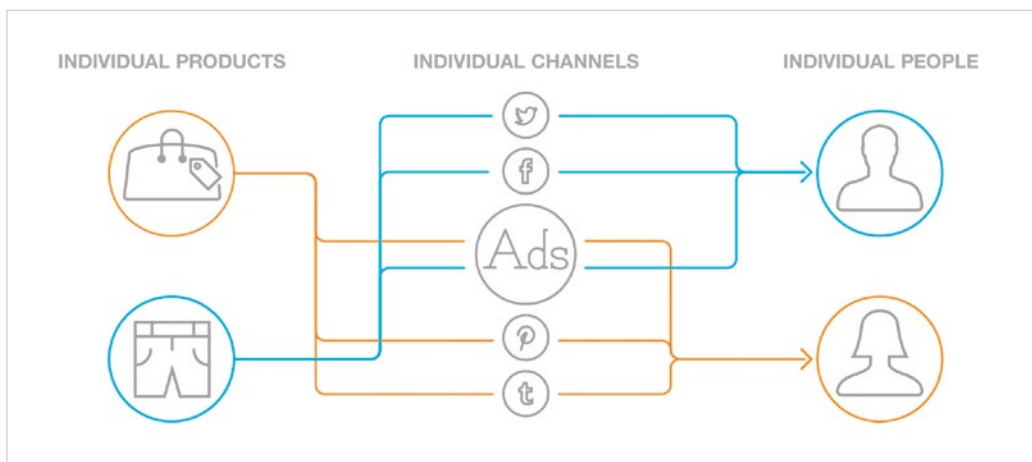 INDIVIDUAL PRODUCTS
INDIVIDUAL CHANNELS
INDIVIDUAL PEOPLE
f
Ads
p
t